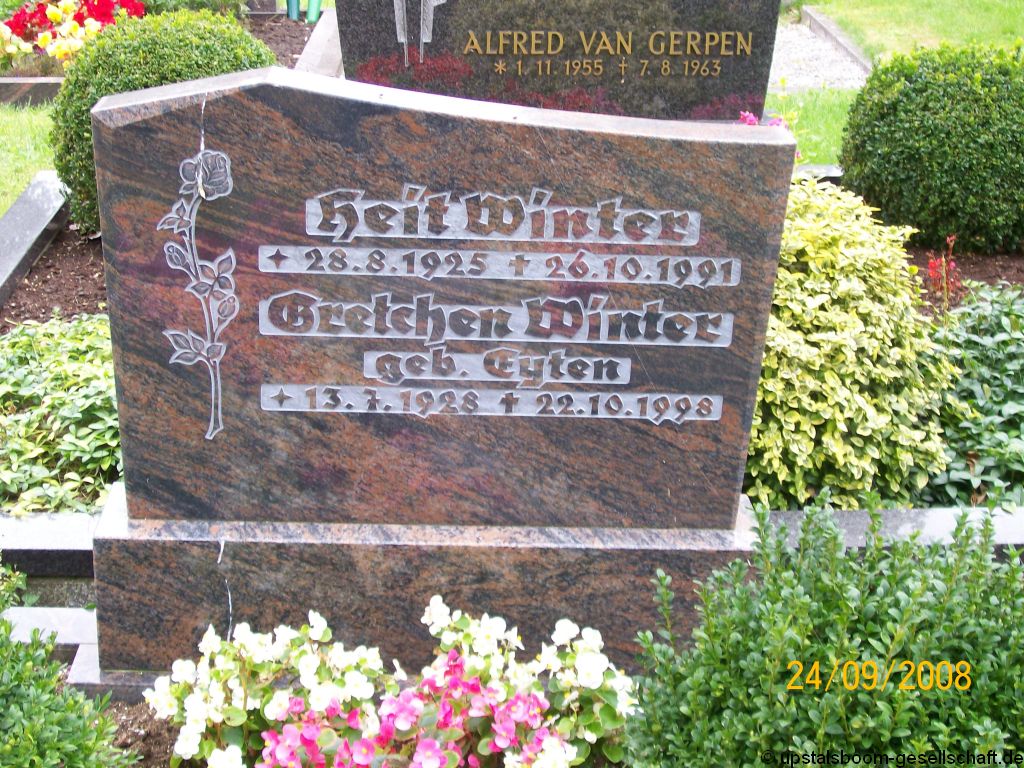 ALFRED VAN GERPEN
* 1. 11. 1955 † 7. 8. 1963
Heit Winter
✦ 28.8.1925 † 26.10.1991
Gretchen Winter
geb. Eyten
✦ 13.7.1928 † 22.10.1998
24/09/2008
© upstalsboom-gesellschaft.de